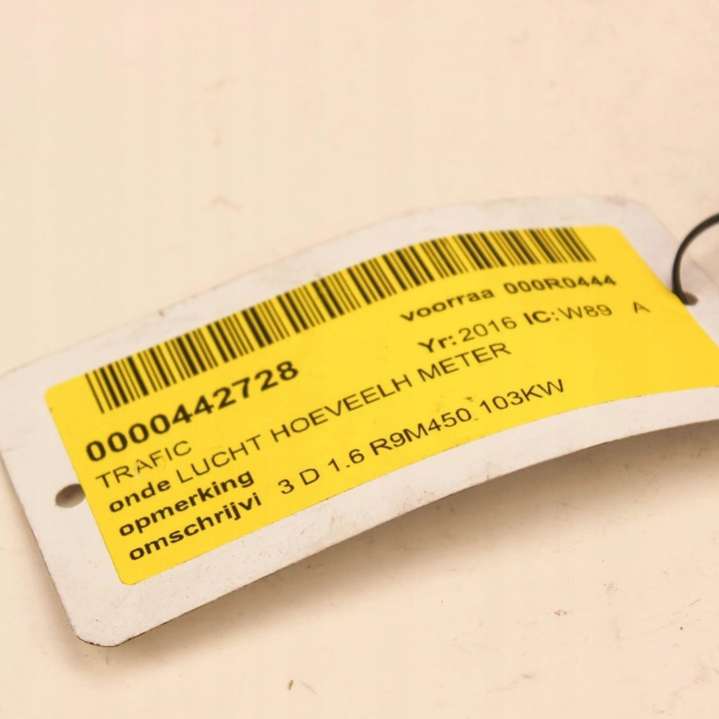 voorraa 000R0444
0000442728 Yr: 2016 IC: W89 A
TRAFIC
onde LUCHT HOEVEELH METER
opmerking
omschrijvi 3 D 1.6 R9M450 103KW